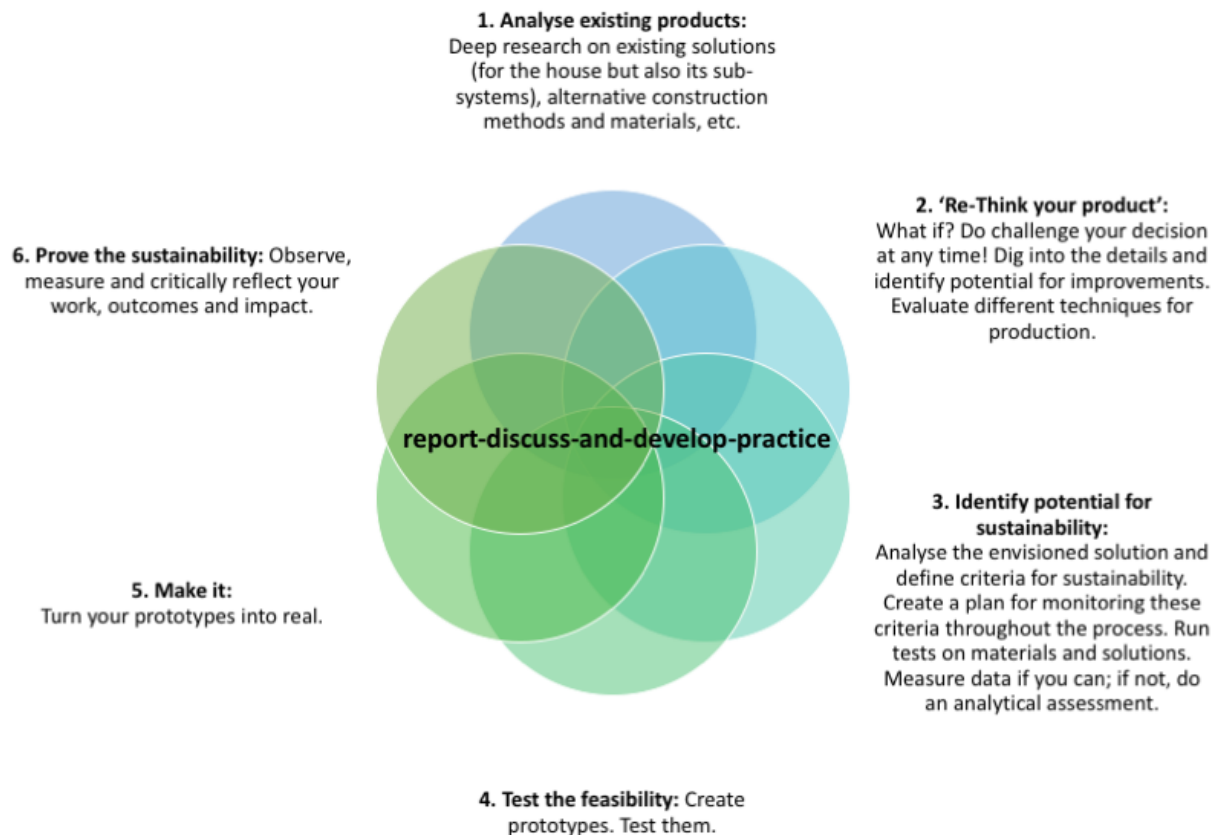 1. Analyse existing products:
Deep research on existing solutions
(for the house but also its sub-
systems), alternative construction
methods and materials, etc.
2. ‘Re-Think your product’:
What if? Do challenge your decision
at any time! Dig into the details and
identify potential for improvements.
Evaluate different techniques for
production.
3. Identify potential for
sustainability:
Analyse the envisioned solution and
define criteria for sustainability.
Create a plan for monitoring these
criteria throughout the process. Run
tests on materials and solutions.
Measure data if you can; if not, do
an analytical assessment.
4. Test the feasibility: Create
prototypes. Test them.
5. Make it:
Turn your prototypes into real.
6. Prove the sustainability: Observe,
measure and critically reflect your
work, outcomes and impact.
report-discuss-and-develop-practice